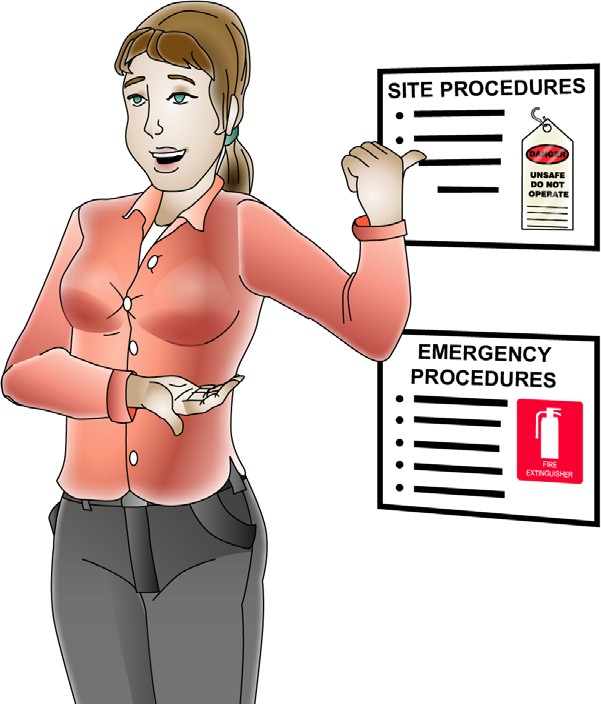 SITE PROCEDURES
DANGER
UNSAFE
DO NOT
OPERATE
EMERGENCY
PROCEDURES
FIRE
EXTINGUISHER